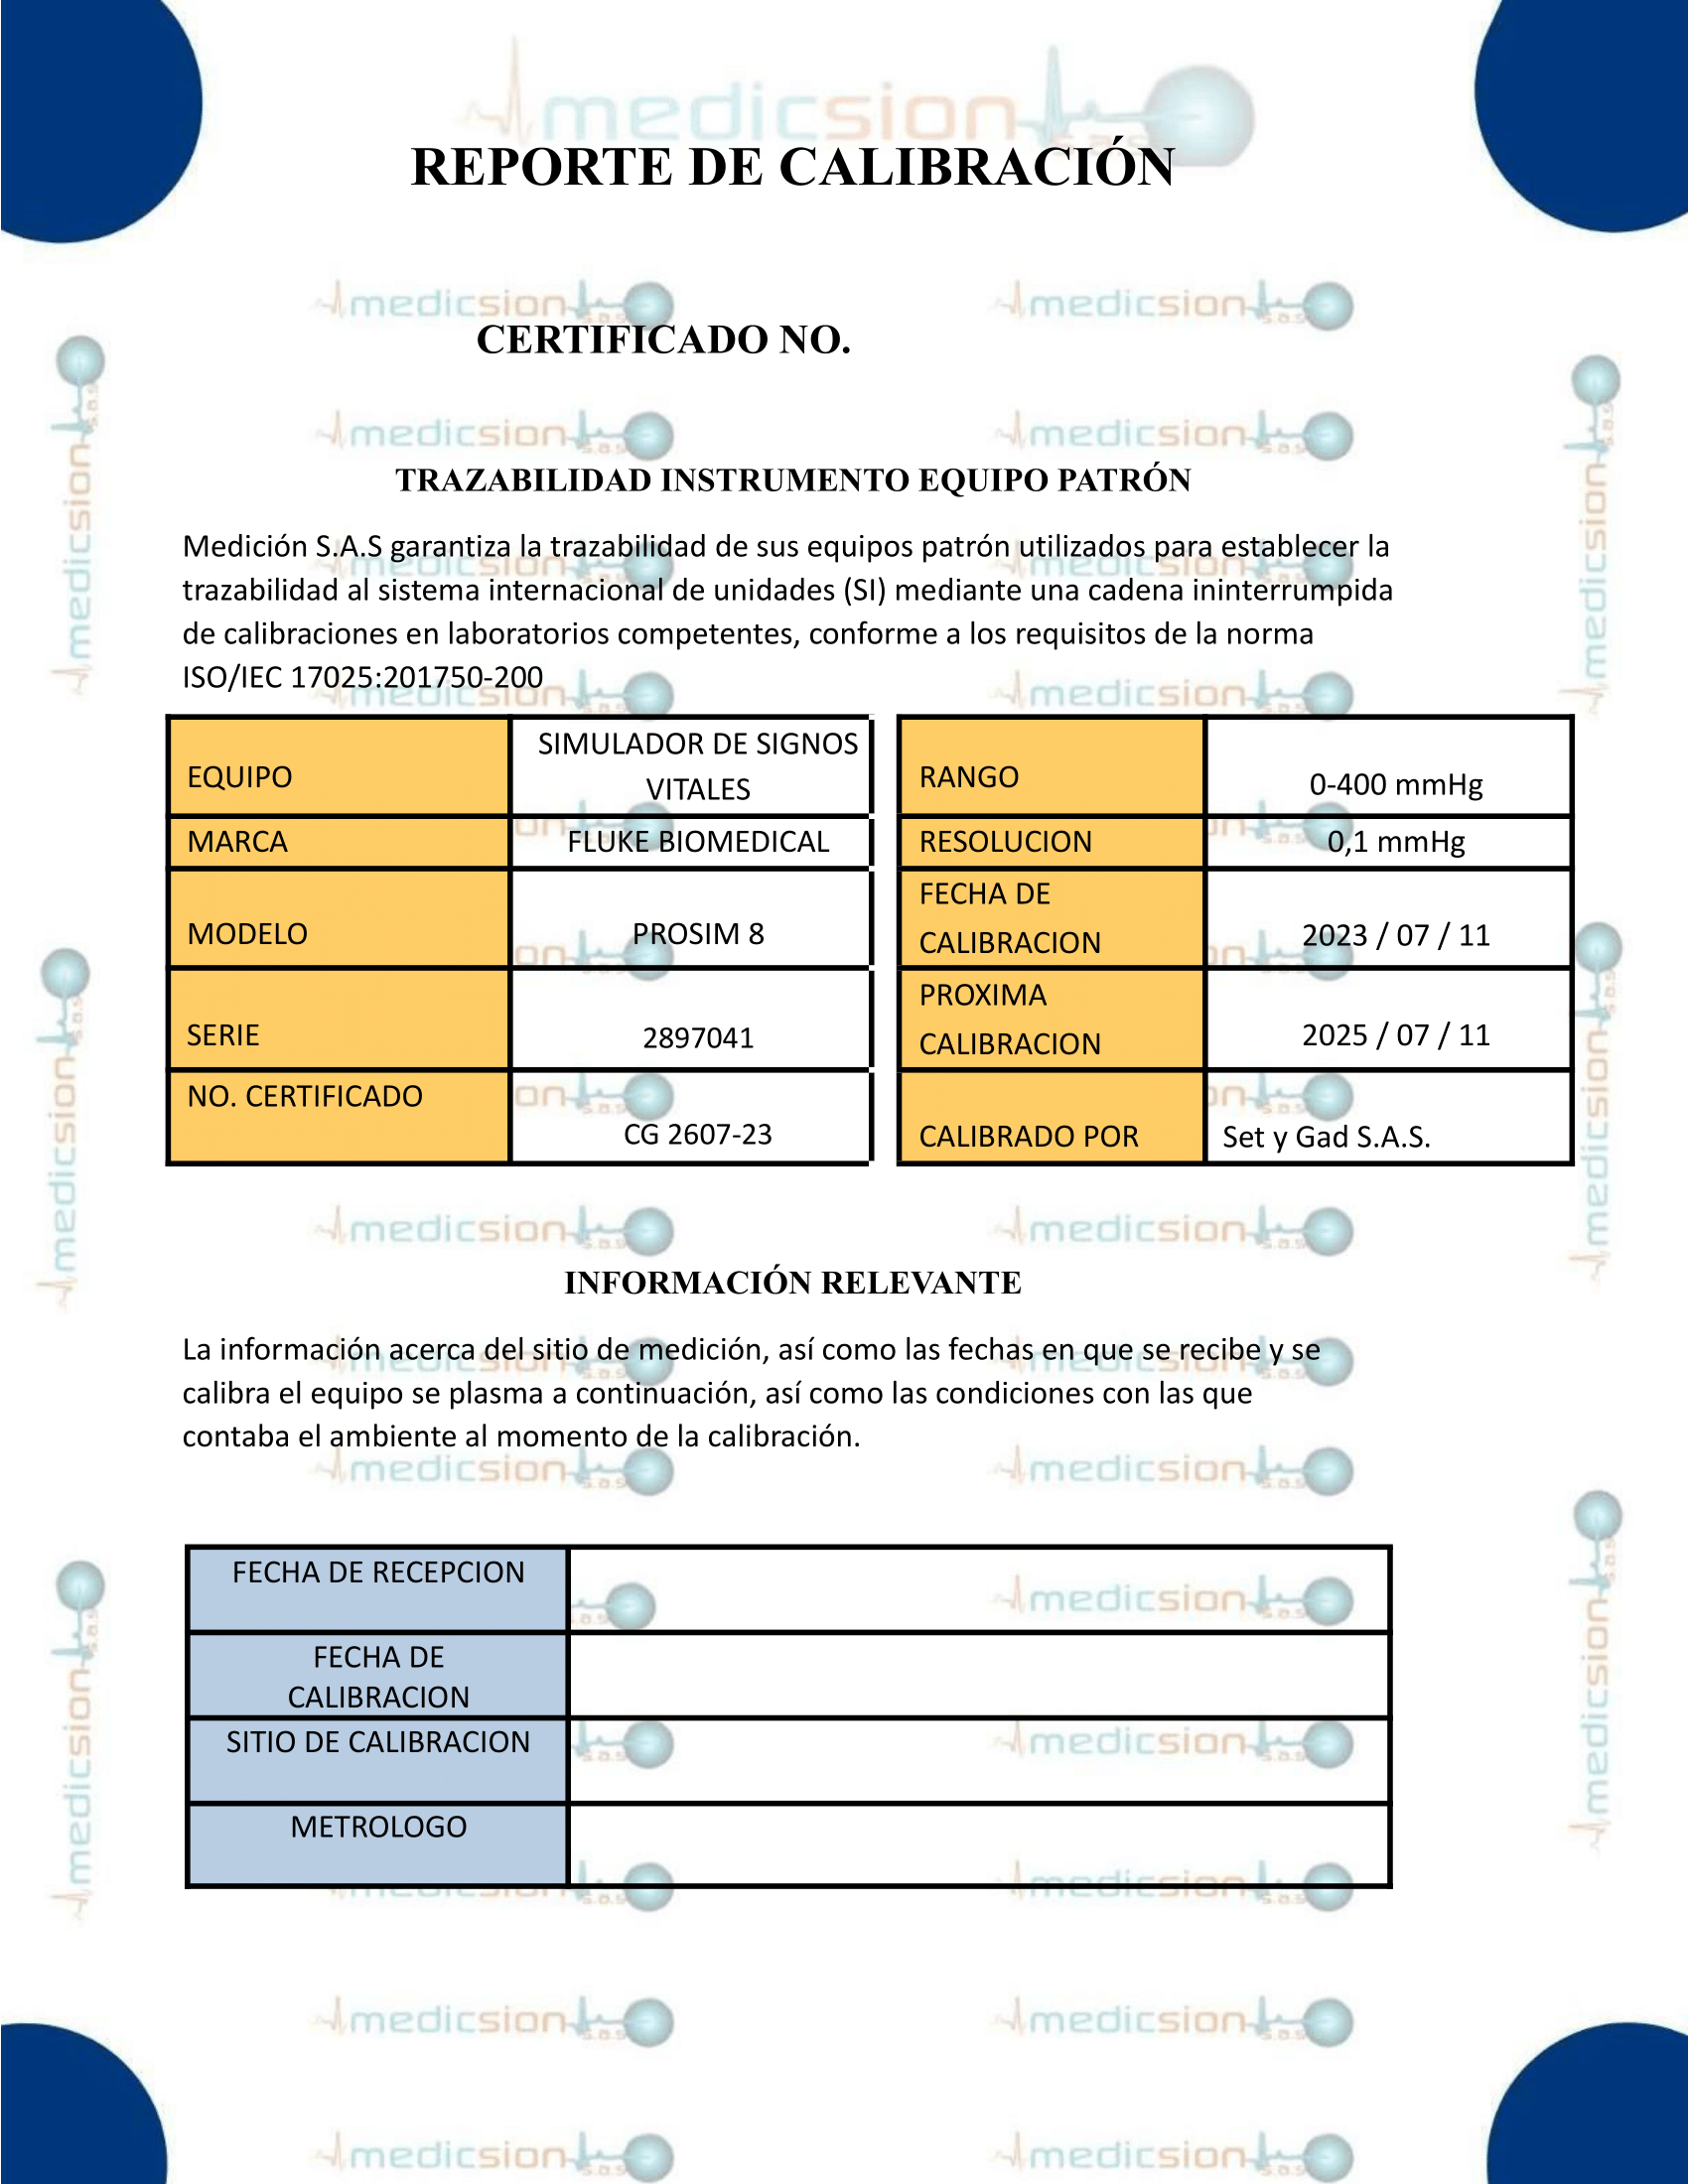 medicsion s.a.s
REPORTE DE CALIBRACIÓN
CERTIFICADO NO.
TRAZABILIDAD INSTRUMENTO EQUIPO PATRÓN
Medición S.A.S garantiza la trazabilidad de sus equipos patrón utilizados para establecer la
trazabilidad al sistema internacional de unidades (SI) mediante una cadena ininterrumpida
de calibraciones en laboratorios competentes, conforme a los requisitos de la norma
ISO/IEC 17025:201750-200
EQUIPO
SIMULADOR DE SIGNOS
VITALES
RANGO
0-400 mmHg
MARCA
FLUKE BIOMEDICAL
RESOLUCION
0,1 mmHg
MODELO
PROSIM 8
FECHA DE
CALIBRACION
2023 / 07 / 11
SERIE
2897041
PROXIMA
CALIBRACION
2025 / 07 / 11
NO. CERTIFICADO
CG 2607-23
CALIBRADO POR
Set y Gad S.A.S.
INFORMACIÓN RELEVANTE
La información acerca del sitio de medición, así como las fechas en que se recibe y se
calibra el equipo se plasma a continuación, así como las condiciones con las que
contaba el ambiente al momento de la calibración.
FECHA DE RECEPCION
FECHA DE
CALIBRACION
SITIO DE CALIBRACION
METROLOGO